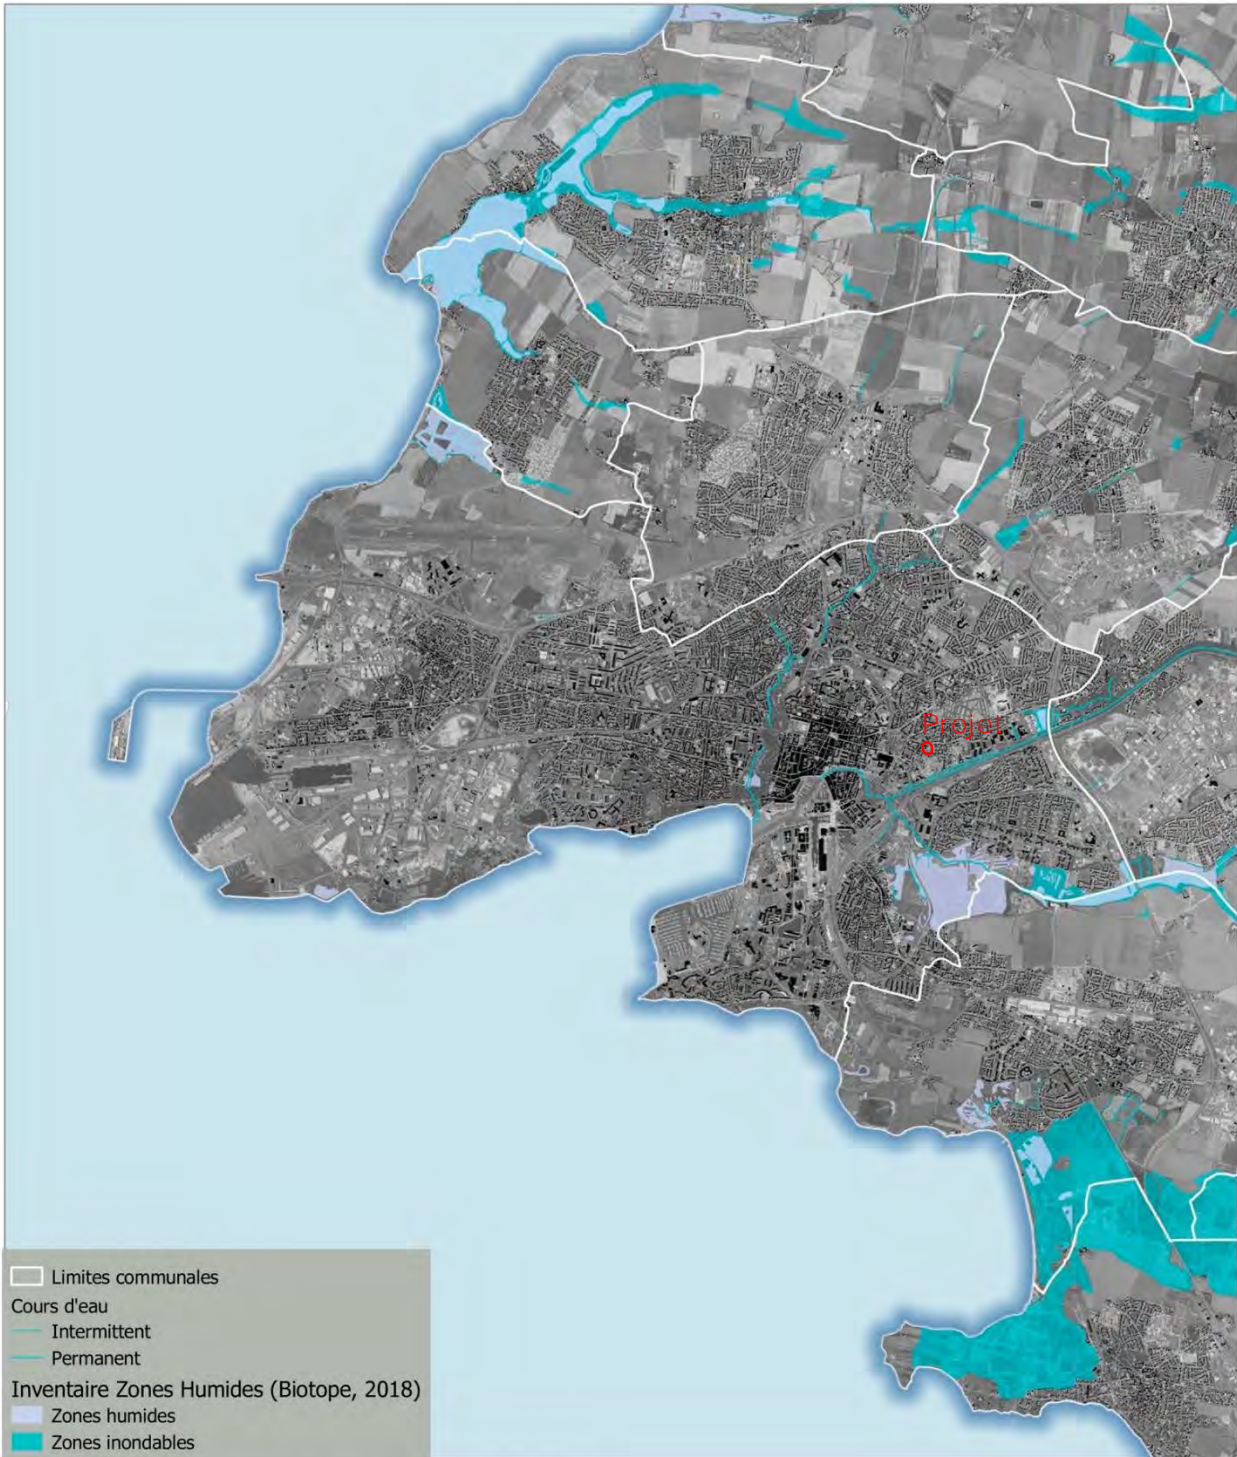 Projet
Limites communales
Cours d'eau
Intermittent
Permanent
Inventaire Zones Humides (Biotope, 2018)
Zones humides
Zones inondables